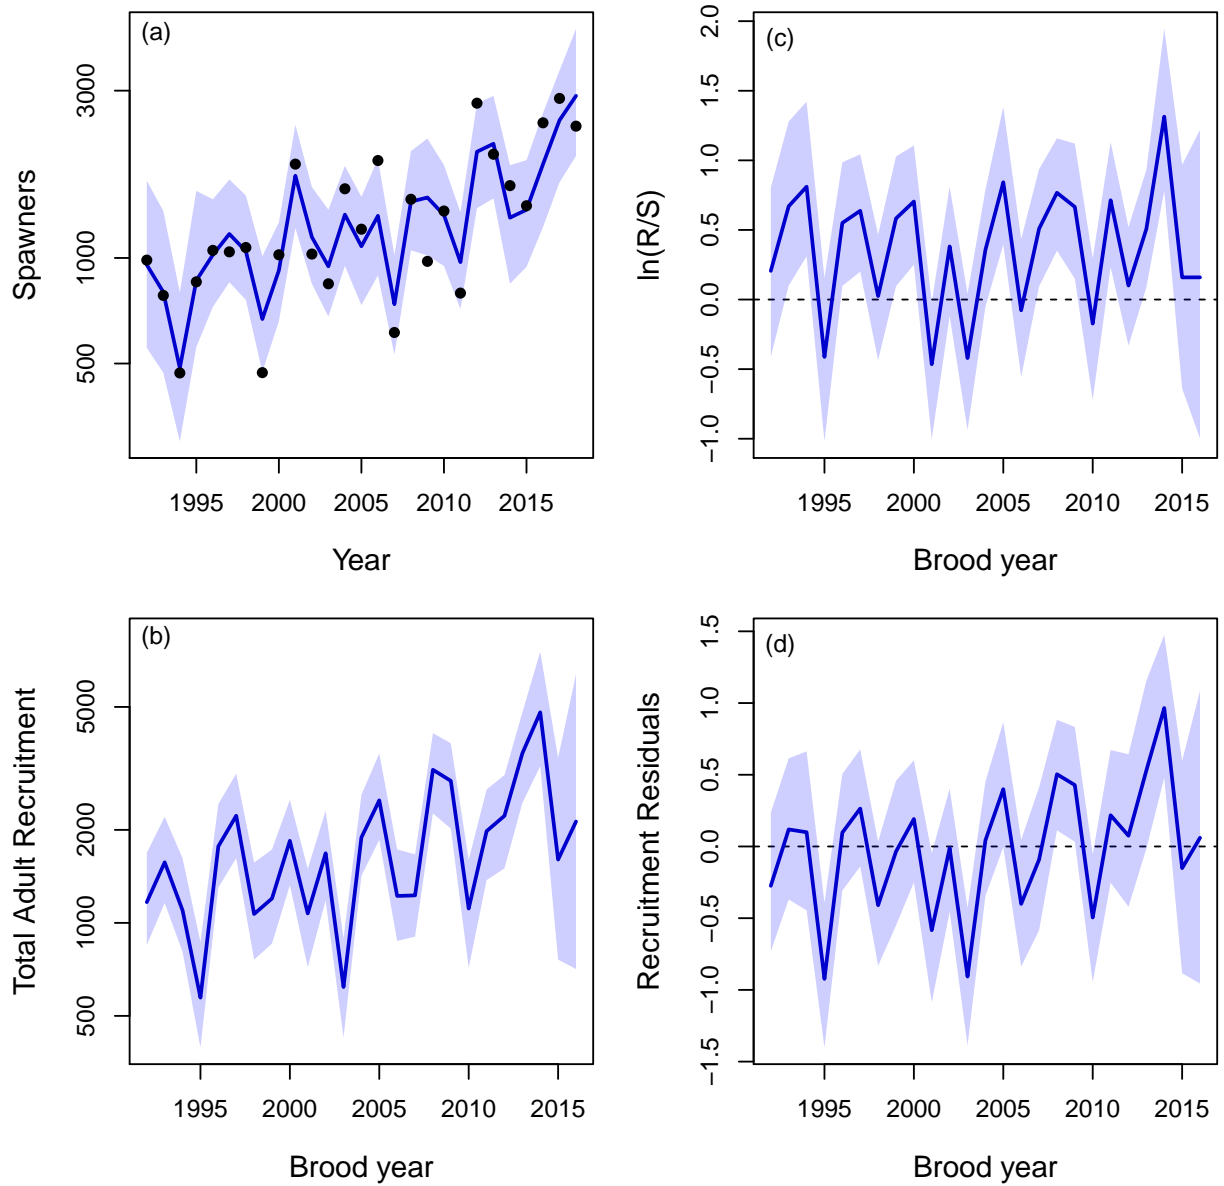 (a)
Spawners
3000
1000
500
1995 2000 2005 2010 2015
Year
(c)
ln(R/S)
2.0
1.5
1.0
0.5
0.0
−0.5
−1.0
1995 2000 2005 2010 2015
Brood year
(b)
Total Adult Recruitment
5000
2000
1000
500
1995 2000 2005 2010 2015
Brood year
(d)
Recruitment Residuals
1.5
1.0
0.5
0.0
−0.5
−1.0
−1.5
1995 2000 2005 2010 2015
Brood year